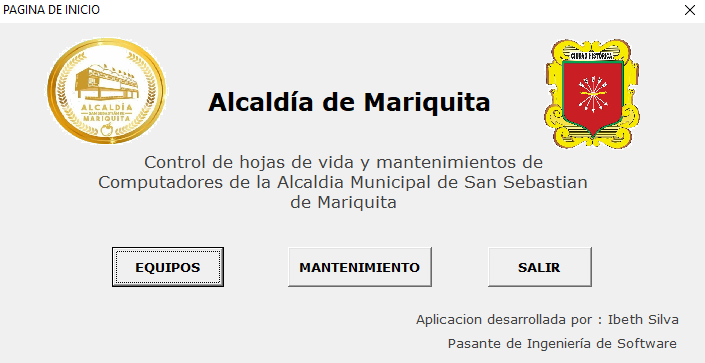 PAGINA DE INICIO
ALCALDÍA
MARIQUITA
Alcaldía de Mariquita
CIUDAD HISTÓRICA
Control de hojas de vida y mantenimientos de
Computadores de la Alcaldia Municipal de San Sebastian
de Mariquita
EQUIPOS
MANTENIMIENTO
SALIR
Aplicacion desarrollada por : Ibeth Silva
Pasante de Ingeniería de Software